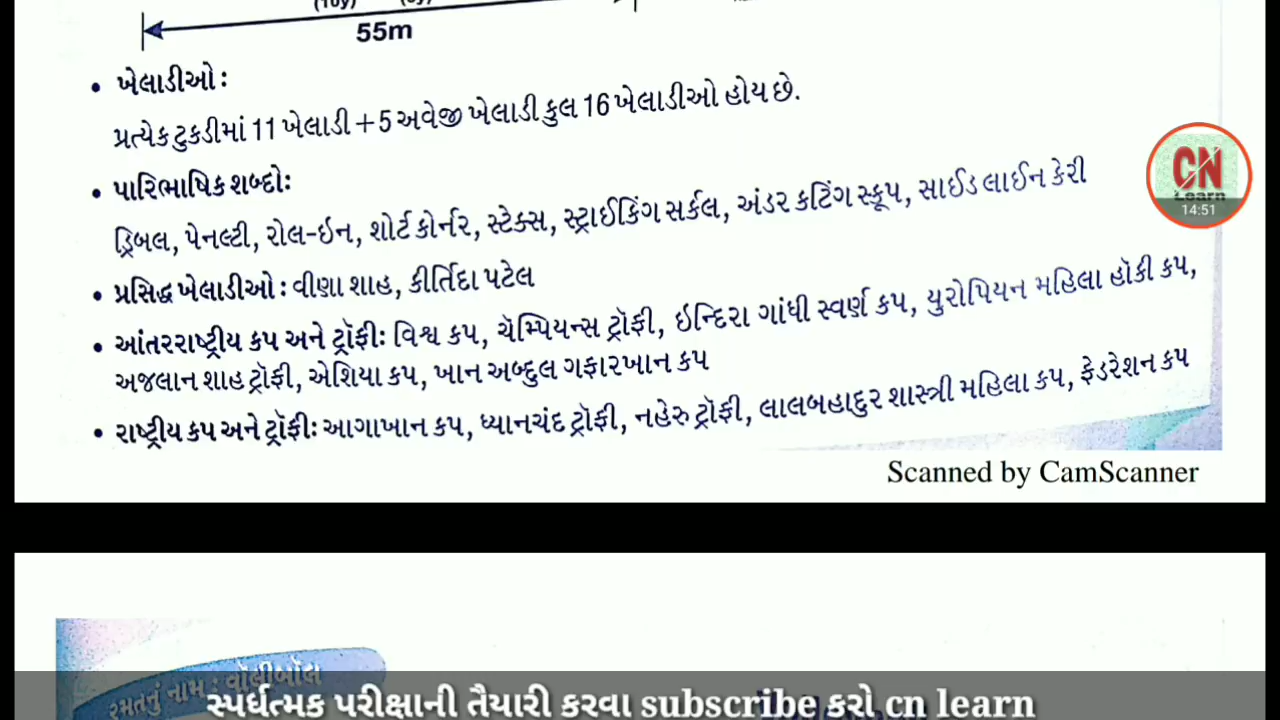 55m
• ખેલાડીઓ :
પ્રત્યેક ટુકડીમાં 11 ખેલાડી + 5 અવેજી ખેલાડી કુલ 16 ખેલાડીઓ હોય છે.
• પારિભાષિક શબ્દો:
ડ્રિબલ, પેનલ્ટી, રોલ-ઇન, શોર્ટ કોર્નર, સ્ટેક્સ, સ્ટ્રાઈકિંગ સર્કલ, અંડર કટિંગ સ્કૂપ, સાઈડ લાઈન કેરી
• પ્રસિદ્ધ ખેલાડીઓ : વીણા શાહ, કીર્તિદા પટેલ
• આંતરરાષ્ટ્રીય કપ અને ટ્રૉફી: વિશ્વ કપ, ચૅમ્પિયન્સ ટ્રૉફી, ઇન્દિરા ગાંધી સ્વર્ણ કપ, યુરોપિયન મહિલા હૉકી કપ,
અજલાન શાહ ટ્રૉફી, એશિયા કપ, ખાન અબ્દુલ ગફારખાન કપ
• રાષ્ટ્રીય કપ અને ટ્રૉફી: આગાખાન કપ, ધ્યાનચંદ ટ્રૉફી, નહેરુ ટ્રૉફી, લાલબહાદુર શાસ્ત્રી મહિલા કપ, ફેડરેશન કપ
CN
Learn
14:51
Scanned by CamScanner
રમતનું નામ : વૉલીબૉલ
સ્પર્ધત્મક પરીક્ષાની તૈયારી કરવા subscribe કરો cn learn